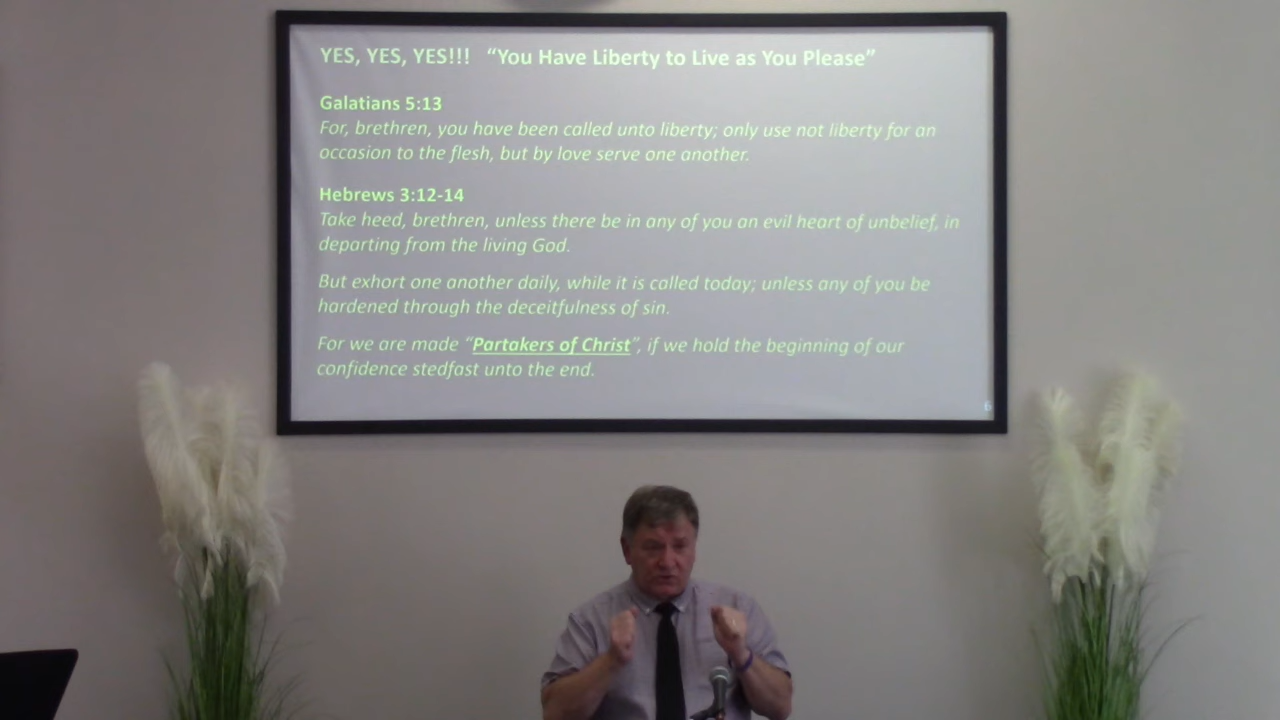 YES, YES, YES!!! “You Have Liberty to Live as You Please”
Galatians 5:13
For, brethren, you have been called unto liberty; only use not liberty for an
occasion to the flesh, but by love serve one another.
Hebrews 3:12-14
Take heed, brethren, unless there be in any of you an evil heart of unbelief, in
departing from the living God.
But exhort one another daily, while it is called today; unless any of you be
hardened through the deceitfulness of sin.
For we are made “Partakers of Christ”, if we hold the beginning of our
confidence stedfast unto the end.
6